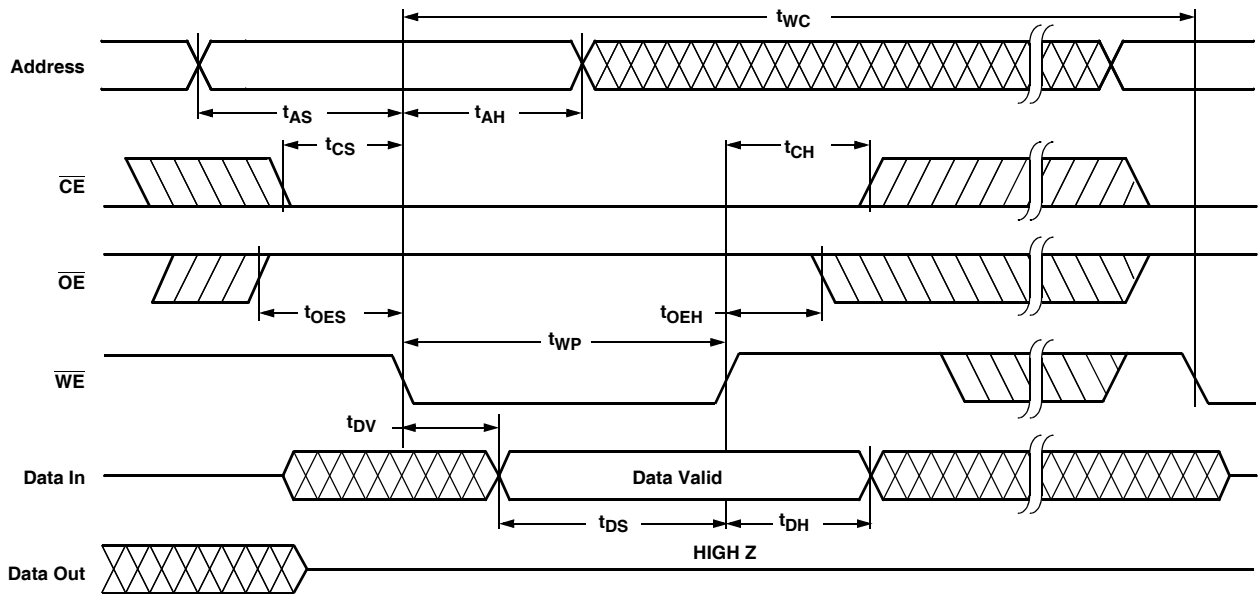 tWC
Address
tAS
tAH
tCS
tCH
CE
OE
tOES
tOEH
tWP
WE
tDV
Data In
Data Valid
tDS
tDH
HIGH Z
Data Out